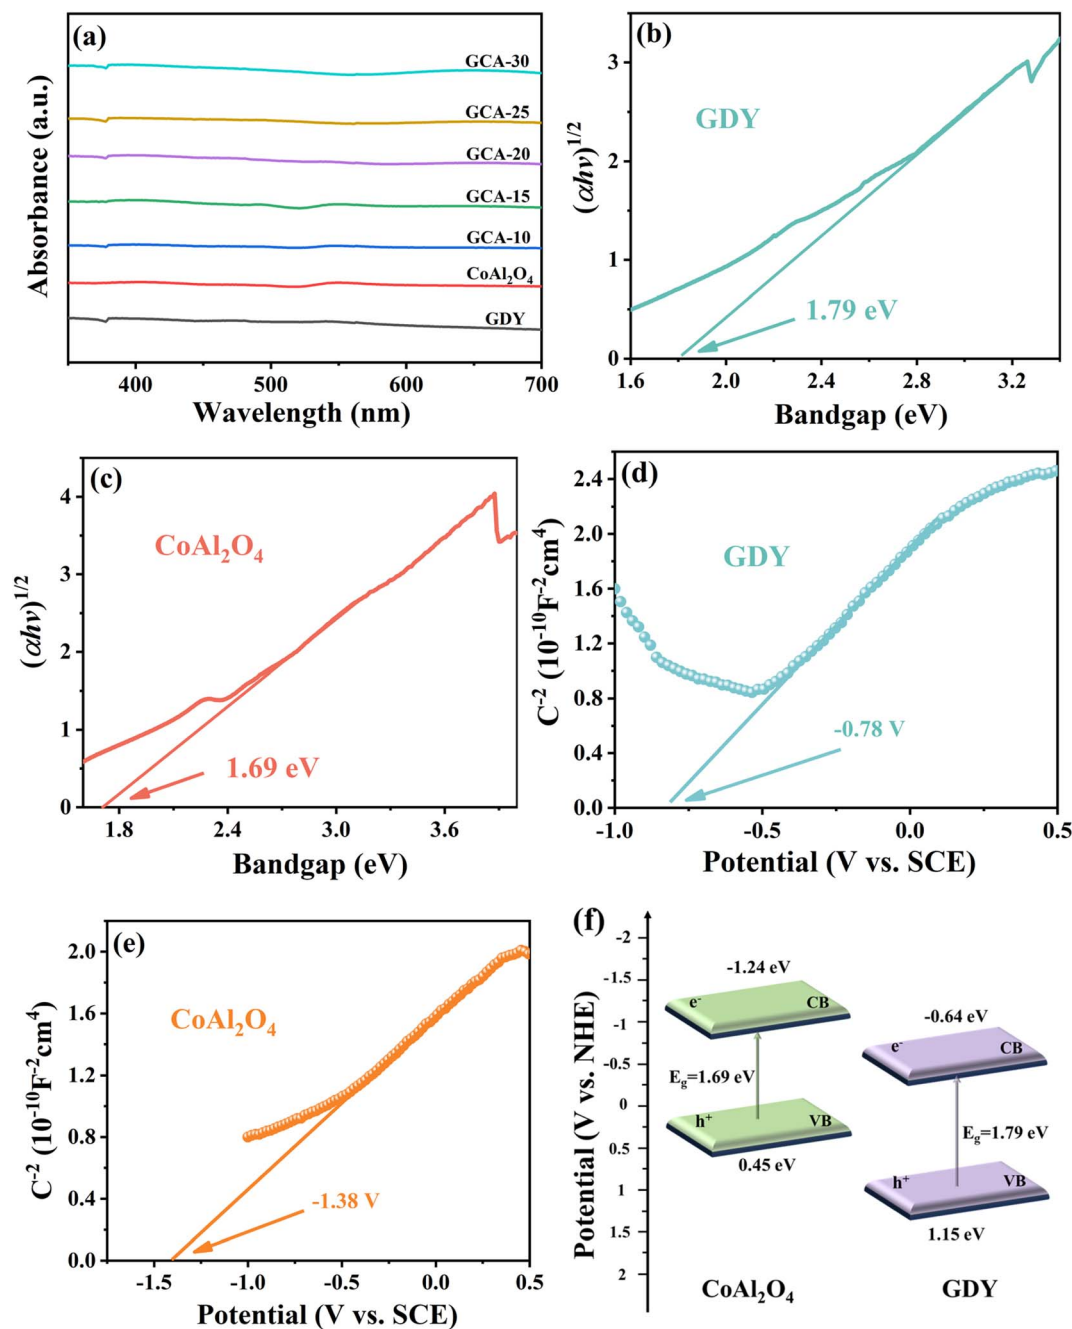 (a)
GCA-30
GCA-25
GCA-20
GCA-15
GCA-10
CoAl₂O₄
GDY
Absorbance (a.u.)
400 500 600 700
Wavelength (nm)
(b)
GDY
(αhν)^1/2
3
2
1
0
1.79 eV
1.6 2.0 2.4 2.8 3.2
Bandgap (eV)
(c)
CoAl₂O₄
(αhν)^1/2
4
3
2
1
0
1.69 eV
1.8 2.4 3.0 3.6
Bandgap (eV)
(d)
GDY
C⁻² (10⁻¹⁰F⁻²cm⁴)
2.4
2.0
1.6
1.2
0.8
0.4
0.0
-0.78 V
-1.0 -0.5 0.0 0.5
Potential (V vs. SCE)
(e)
CoAl₂O₄
C⁻² (10⁻¹⁰F⁻²cm⁴)
2.0
1.6
1.2
0.8
0.4
0.0
-1.38 V
-1.5 -1.0 -0.5 0.0 0.5
Potential (V vs. SCE)
(f)
Potential (V vs. NHE)
-2
-1.5
-1
-0.5
0
0.5
1
1.5
2
-1.24 eV
e⁻ CB
E_g=1.69 eV
h⁺ VB
0.45 eV
CoAl₂O₄
-0.64 eV
e⁻ CB
E_g=1.79 eV
h⁺ VB
1.15 eV
GDY